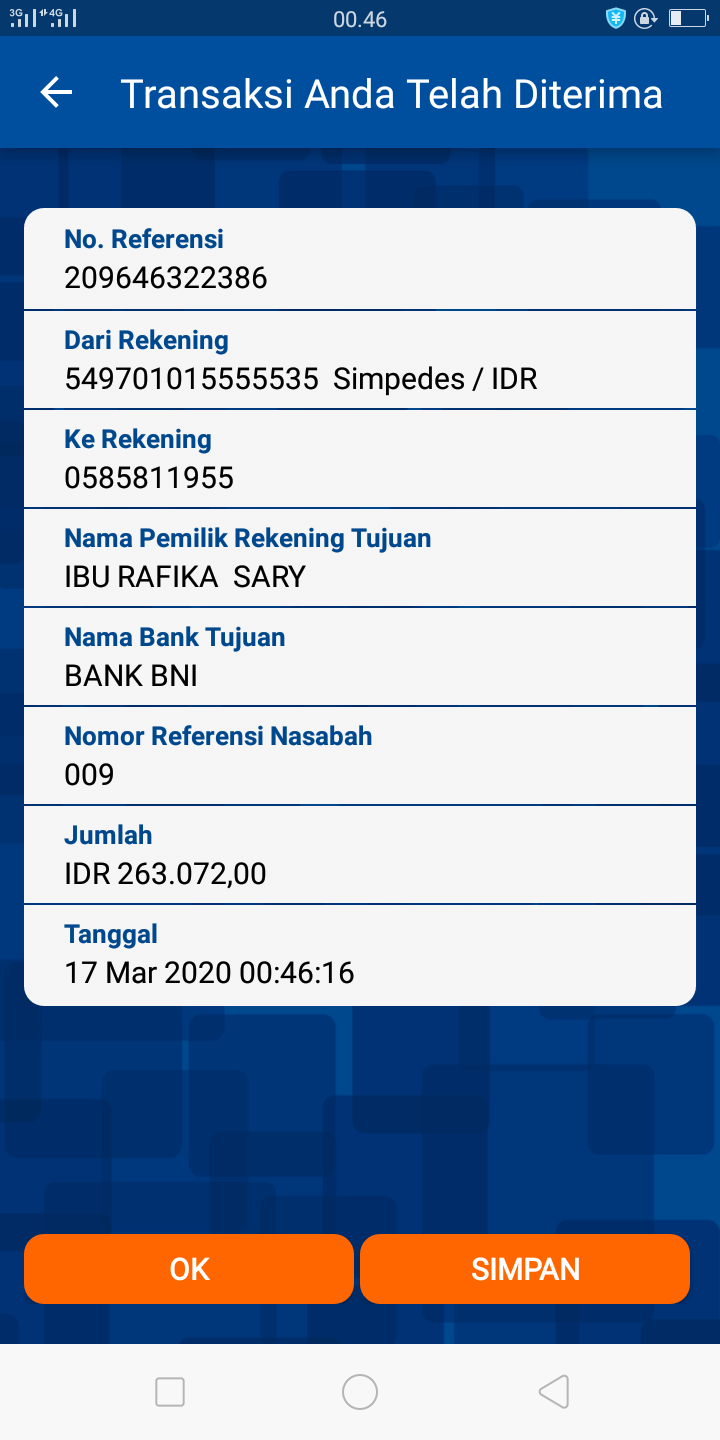 3G 4G 00.46
Transaksi Anda Telah Diterima
No. Referensi
209646322386
Dari Rekening
549701015555535 Simpedes / IDR
Ke Rekening
0585811955
Nama Pemilik Rekening Tujuan
IBU RAFIKA SARY
Nama Bank Tujuan
BANK BNI
Nomor Referensi Nasabah
009
Jumlah
IDR 263.072,00
Tanggal
17 Mar 2020 00:46:16
OK SIMPAN